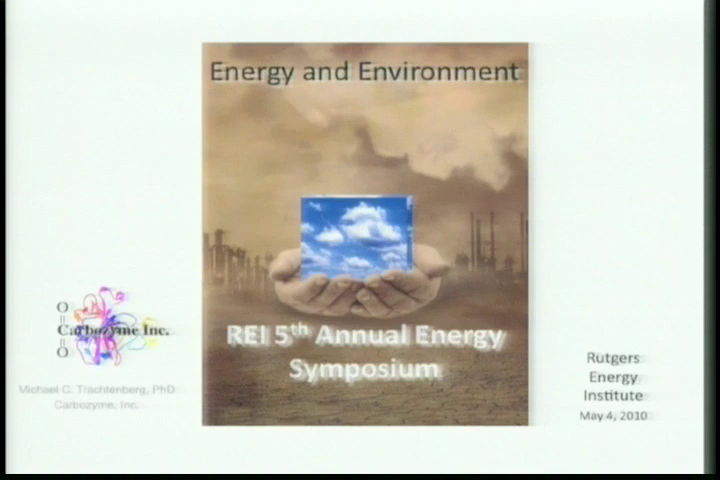 Energy and Environment
REI 5th Annual Energy
Symposium
O
||
Carbozyme Inc.
||
O
Michael C. Trachtenberg, PhD
Carbozyme, Inc.
Rutgers
Energy
Institute
May 4, 2010